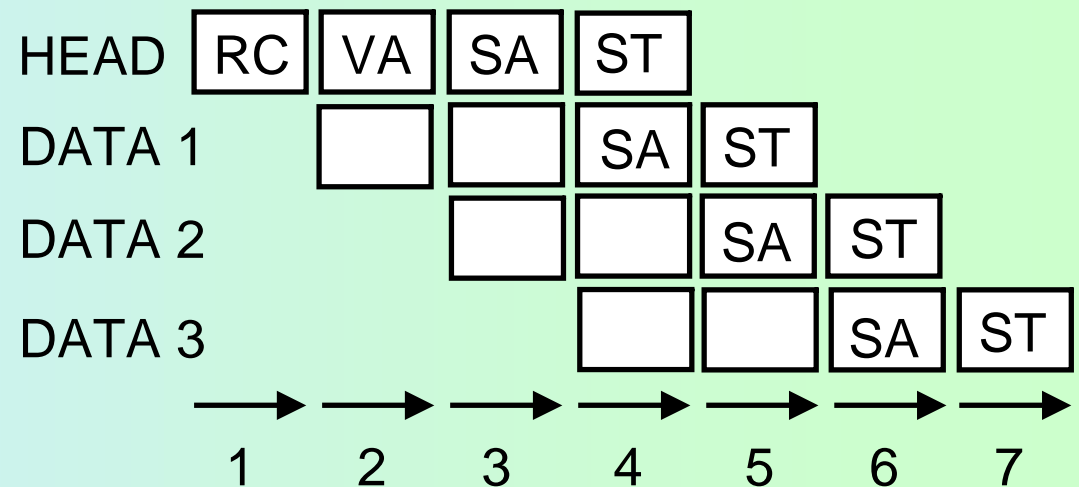 HEAD RC VA SA ST
DATA 1 SA ST
DATA 2 SA ST
DATA 3 SA ST
1 2 3 4 5 6 7